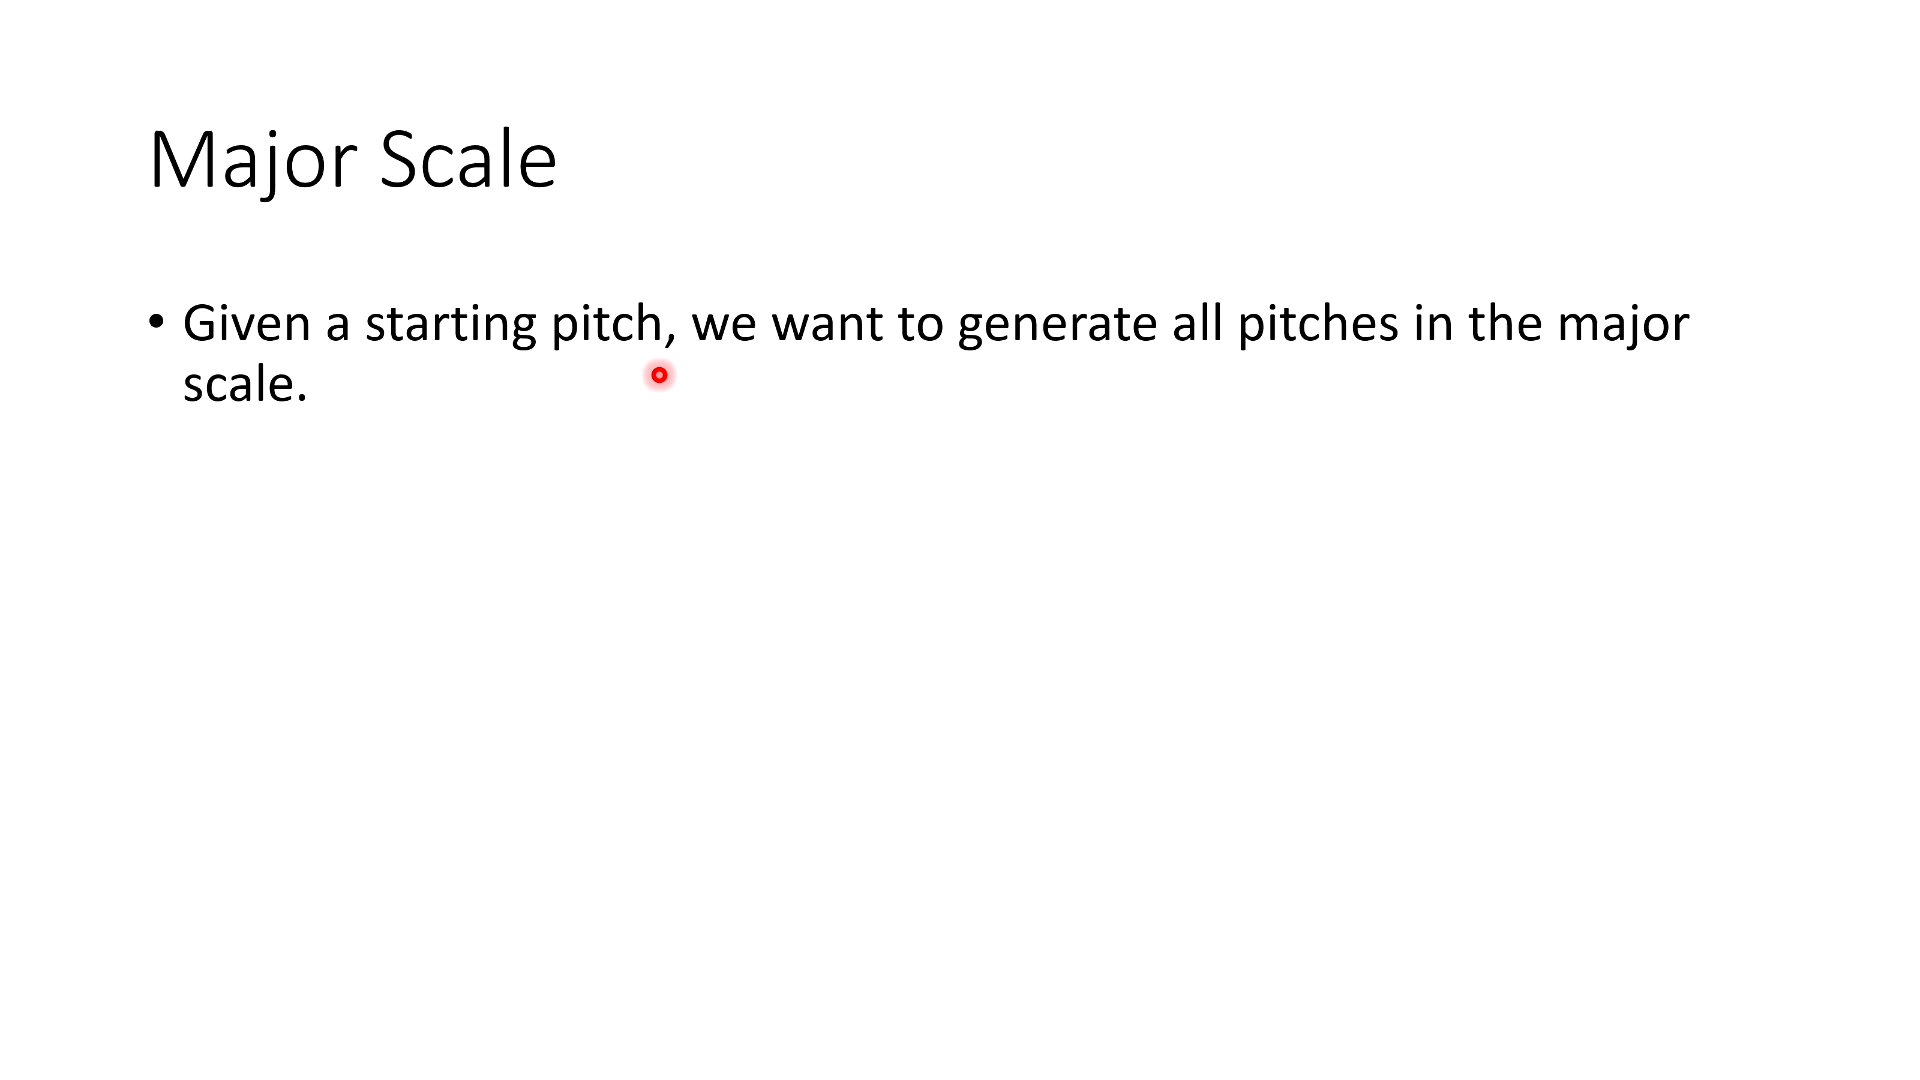 Major Scale
• Given a starting pitch, we want to generate all pitches in the major
scale.